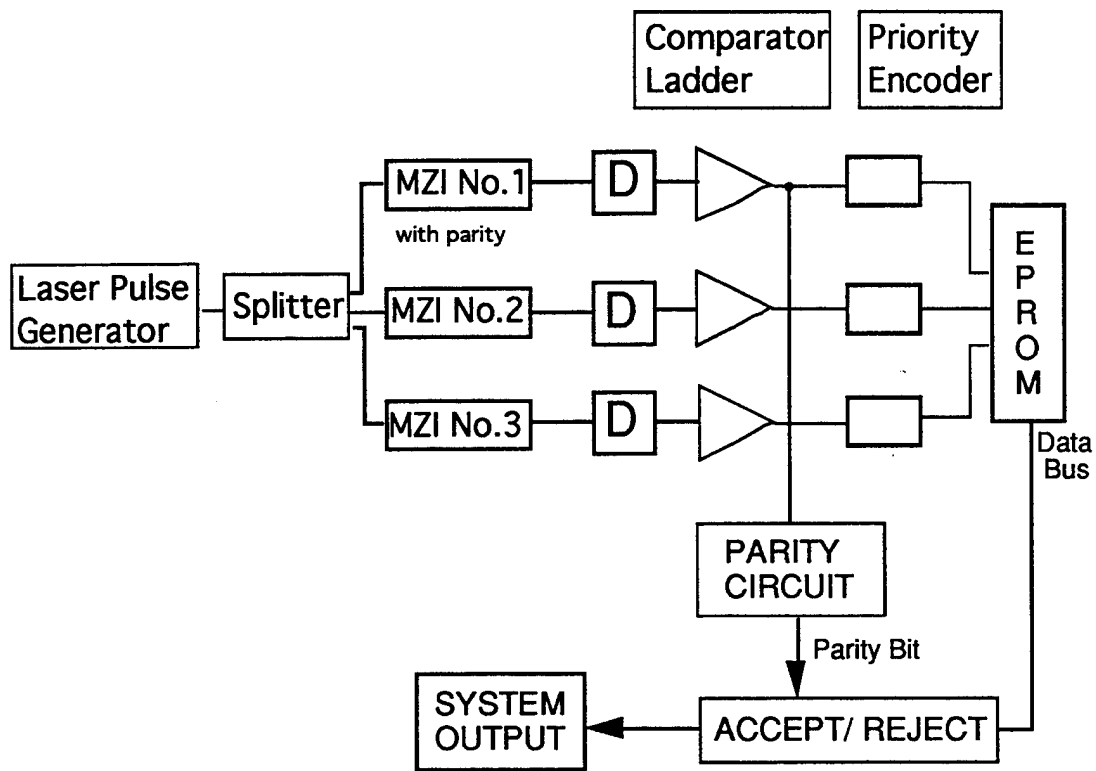 Comparator
Ladder
Priority
Encoder
MZI No.1
with parity
D
Laser Pulse
Generator
Splitter
MZI No.2
D
MZI No.3
D
E
P
R
O
M
Data
Bus
PARITY
CIRCUIT
Parity Bit
SYSTEM
OUTPUT
ACCEPT/ REJECT